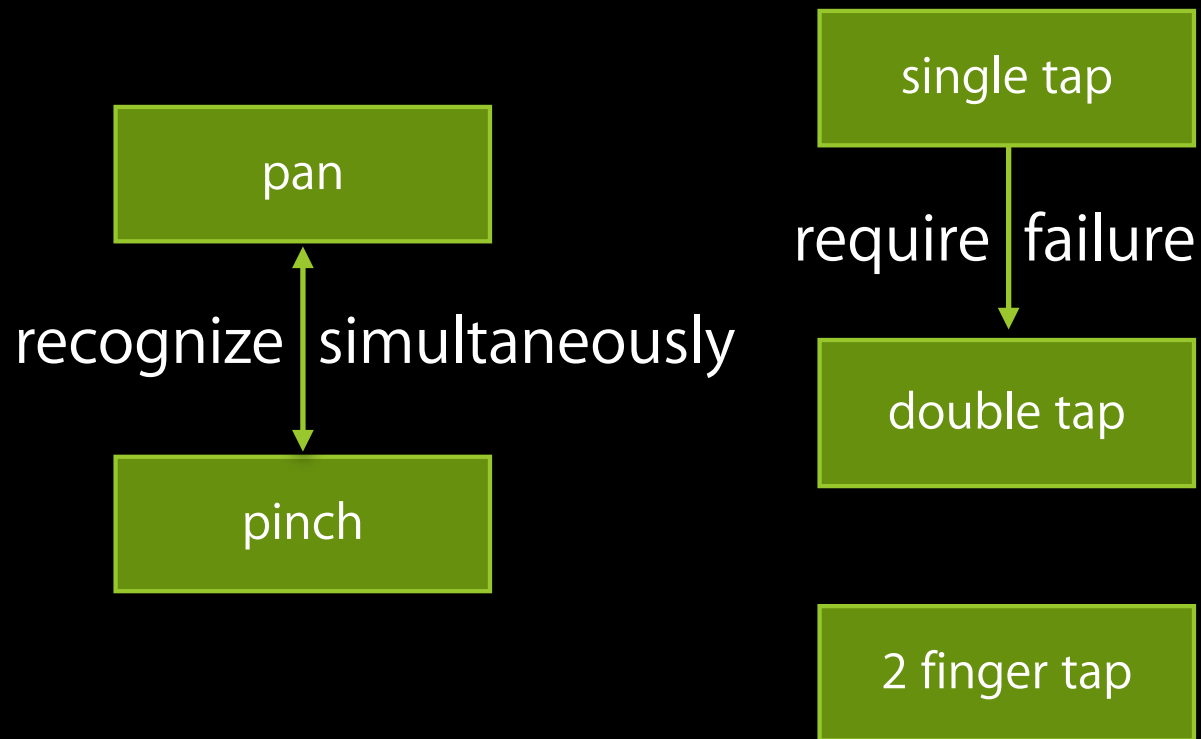 pan
recognize simultaneously
pinch
single tap
require failure
double tap
2 finger tap